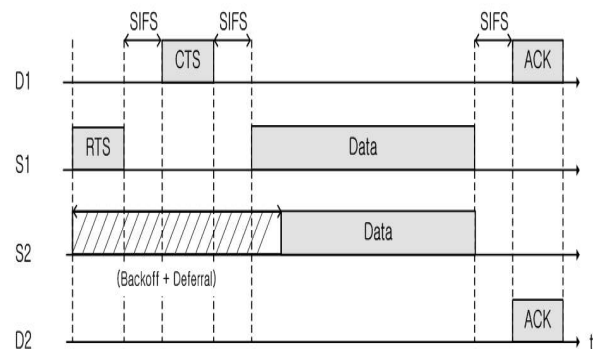 SIFS SIFS SIFS
D1 CTS ACK
S1 RTS Data
S2 Data
(Backoff + Deferral)
D2 ACK t